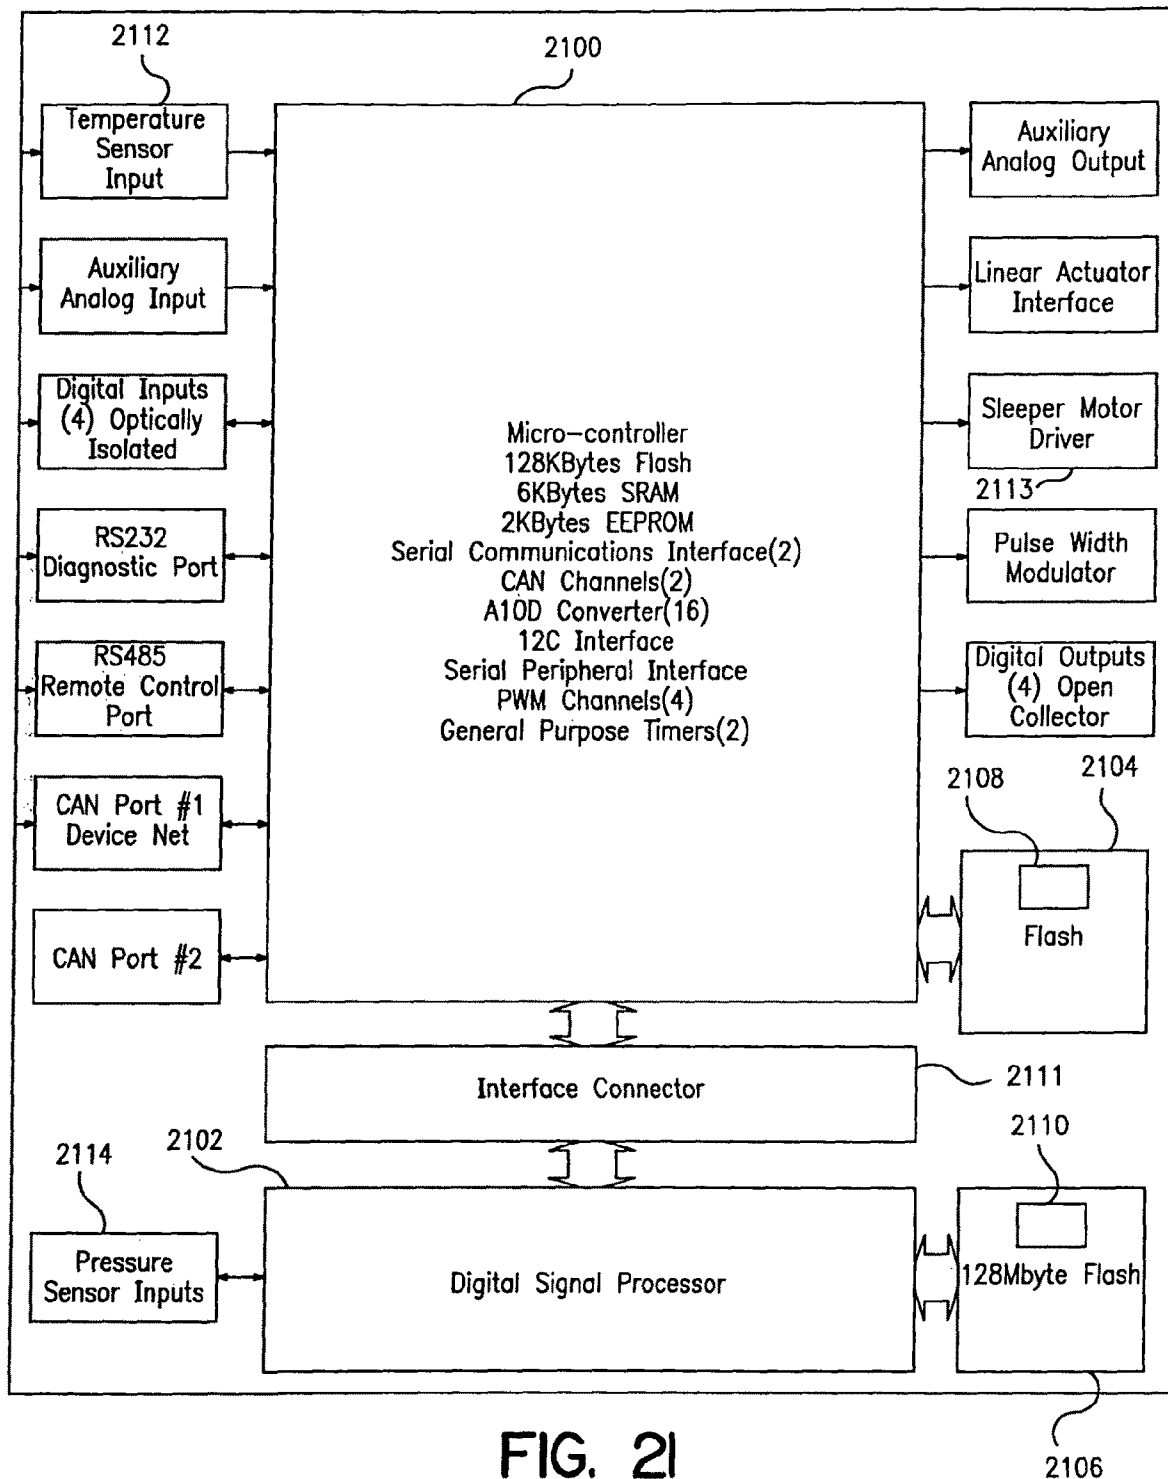 2112
2100
Temperature
Sensor
Input
Auxiliary
Analog Input
Digital Inputs
(4) Optically
Isolated
RS232
Diagnostic Port
RS485
Remote Control
Port
CAN Port #1
Device Net
CAN Port #2
Micro-controller
128KBytes Flash
6KBytes SRAM
2KBytes EEPROM
Serial Communications Interface(2)
CAN Channels(2)
A10D Converter(16)
12C Interface
Serial Peripheral Interface
PWM Channels(4)
General Purpose Timers(2)
Auxiliary
Analog Output
Linear Actuator
Interface
Sleeper Motor
Driver
2113
Pulse Width
Modulator
Digital Outputs
(4) Open
Collector
2108
2104
Flash
Interface Connector
2111
2114
2102
2110
Pressure
Sensor Inputs
Digital Signal Processor
128Mbyte Flash
2106
FIG. 21